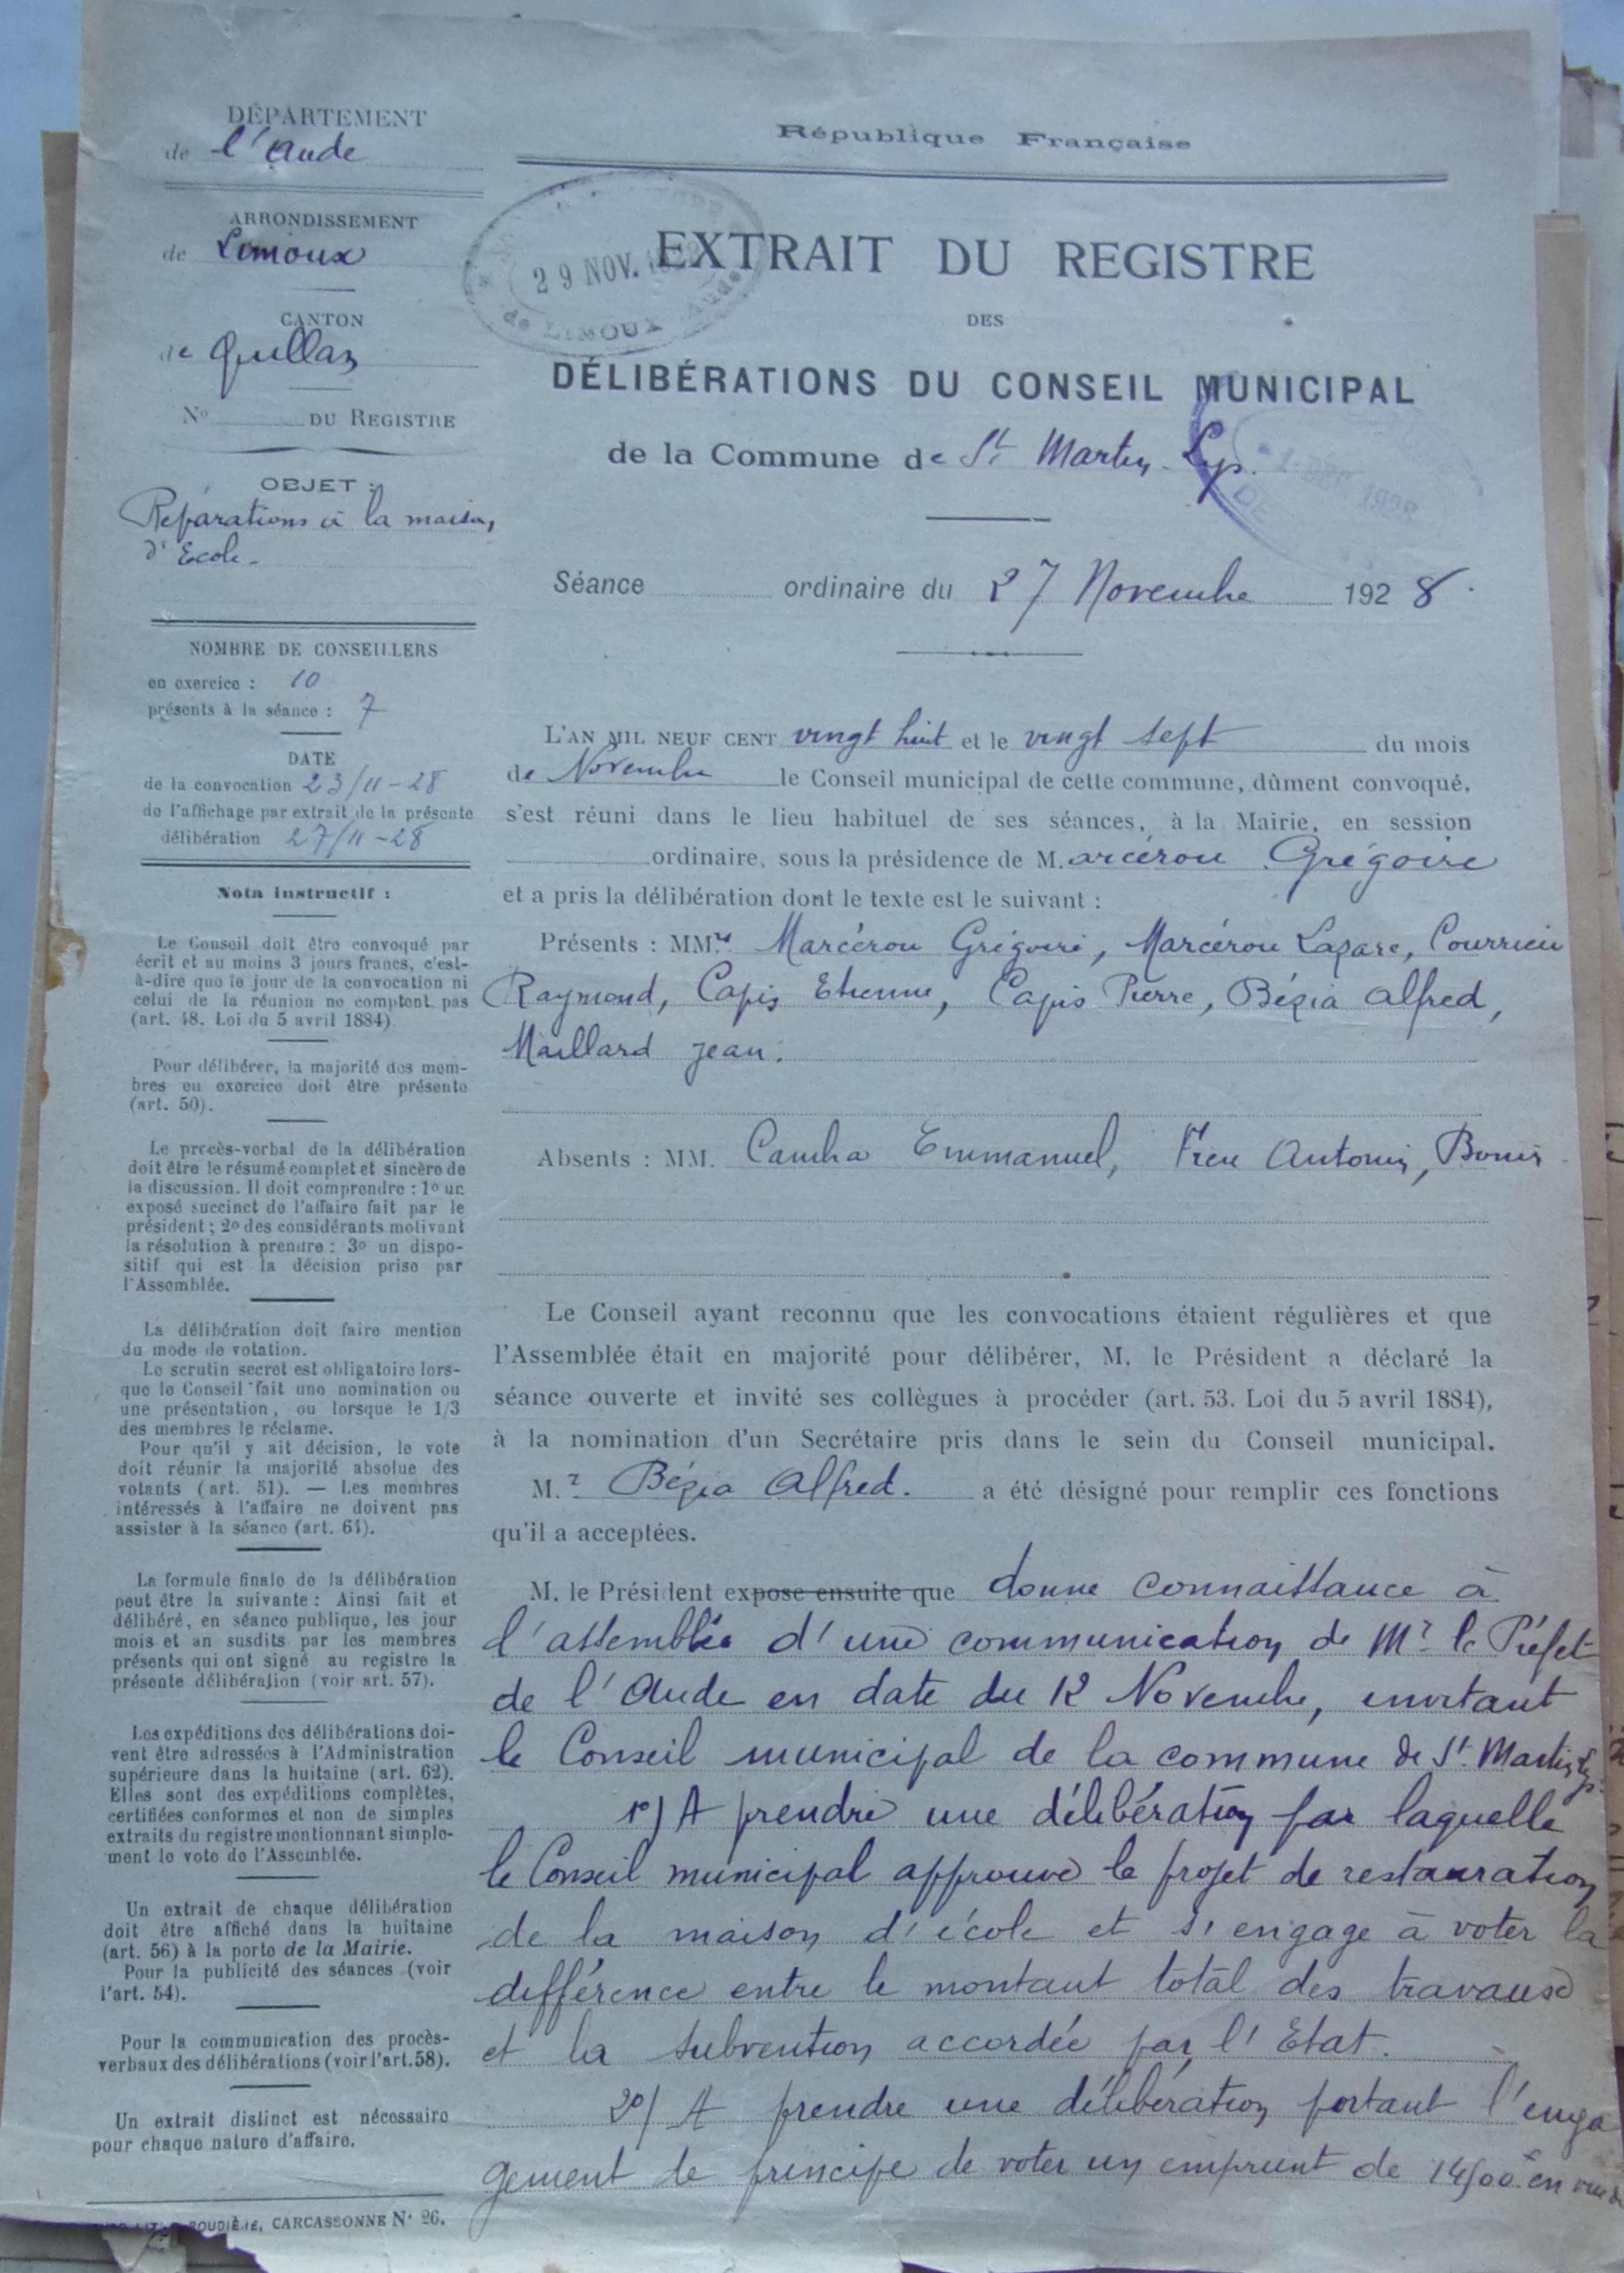 DÉPARTEMENT
de l'Aude
ARRONDISSEMENT
de Limoux
CANTON
de Quillan
No DU REGISTRE
OBJET :
Réparations à la maison
d'Ecole.
NOMBRE DE CONSEILLERS
en exercice : 10
présents à la séance : 7
DATE
de la convocation 23/11-28
de l'affichage par extrait de la présente
délibération 27/11-28
Nota instructif :
Le Conseil doit être convoqué par
écrit et au moins 3 jours francs, c'est-
à-dire que le jour de la convocation ni
celui de la réunion ne comptent pas
(art. 48. Loi du 5 avril 1884)
Pour délibérer, la majorité des mem-
bres en exercice doit être présente
(art. 50).
Le procès-verbal de la délibération
doit être le résumé complet et sincère de
la discussion. Il doit comprendre : 1o un
exposé succinct de l'affaire fait par le
président ; 2o des considérants motivant
la résolution à prendre : 3o un dispo-
sitif qui est la décision prise par
l'Assemblée.
La délibération doit faire mention
du mode de votation.
Le scrutin secret est obligatoire lors-
que le Conseil fait une nomination ou
une présentation, ou lorsque le 1/3
des membres le réclame.
Pour qu'il y ait décision, le vote
doit réunir la majorité absolue des
votants (art. 51). — Les membres
intéressés à l'affaire ne doivent pas
assister à la séance (art. 64).
La formule finale de la délibération
peut être la suivante : Ainsi fait et
délibéré, en séance publique, les jour
mois et an susdits par les membres
présents qui ont signé au registre la
présente délibération (voir art. 57).
Les expéditions des délibérations doi-
vent être adressées à l'Administration
supérieure dans la huitaine (art. 62).
Elles sont des expéditions complètes,
certifiées conformes et non de simples
extraits du registre mentionnant simple-
ment le vote de l'Assemblée.
Un extrait de chaque délibération
doit être affiché dans la huitaine
(art. 56) à la porte de la Mairie.
Pour la publicité des séances (voir
l'art. 54).
Pour la communication des procès-
verbaux des délibérations (voir l'art.58).
Un extrait distinct est nécessaire
pour chaque nature d'affaire.
ROUDIÈRE, CARCASSONNE N° 26.
République Française
29 NOV. 1928
LIMOUX
EXTRAIT DU REGISTRE
DES
DÉLIBÉRATIONS DU CONSEIL MUNICIPAL
de la Commune de St Martin-Lys.
1 DEC 1928
Séance ordinaire du 27 Novembre 1928.
L'AN MIL NEUF CENT vingt huit et le vingt sept du mois
de Novembre le Conseil municipal de cette commune, dûment convoqué,
s'est réuni dans le lieu habituel de ses séances, à la Mairie, en session
ordinaire, sous la présidence de M.arcérou Grégoire
et a pris la délibération dont le texte est le suivant :
Présents : MMrs Marcérou Grégoire, Marcérou Lazare, Courrieu
Raymond, Capis Etienne, Capis Pierre, Bézia Alfred,
Maillard Jean.
Absents : MM. Cambra Emmanuel, Antonin, Bonis
Le Conseil ayant reconnu que les convocations étaient régulières et que
l'Assemblée était en majorité pour délibérer, M. le Président a déclaré la
séance ouverte et invité ses collègues à procéder (art. 53. Loi du 5 avril 1884),
à la nomination d'un Secrétaire pris dans le sein du Conseil municipal.
M.r Bézia Alfred. a été désigné pour remplir ces fonctions
qu'il a acceptées.
M. le Président expose ensuite que donne connaissance à
l'assemblée d'une communication de Mr le Préfet
de l'Aude en date du 12 Novembre, invitant
le Conseil municipal de la commune de St Martin Lys.
1o) A prendre une délibération par laquelle
le Conseil municipal approuve le projet de restauration
de la maison d'école et s'engage à voter la
différence entre le montant total des travaux
et la subvention accordée par l'Etat.
2o) A prendre une délibération portant l'enga
gement de principe de voter un emprunt de en vue de